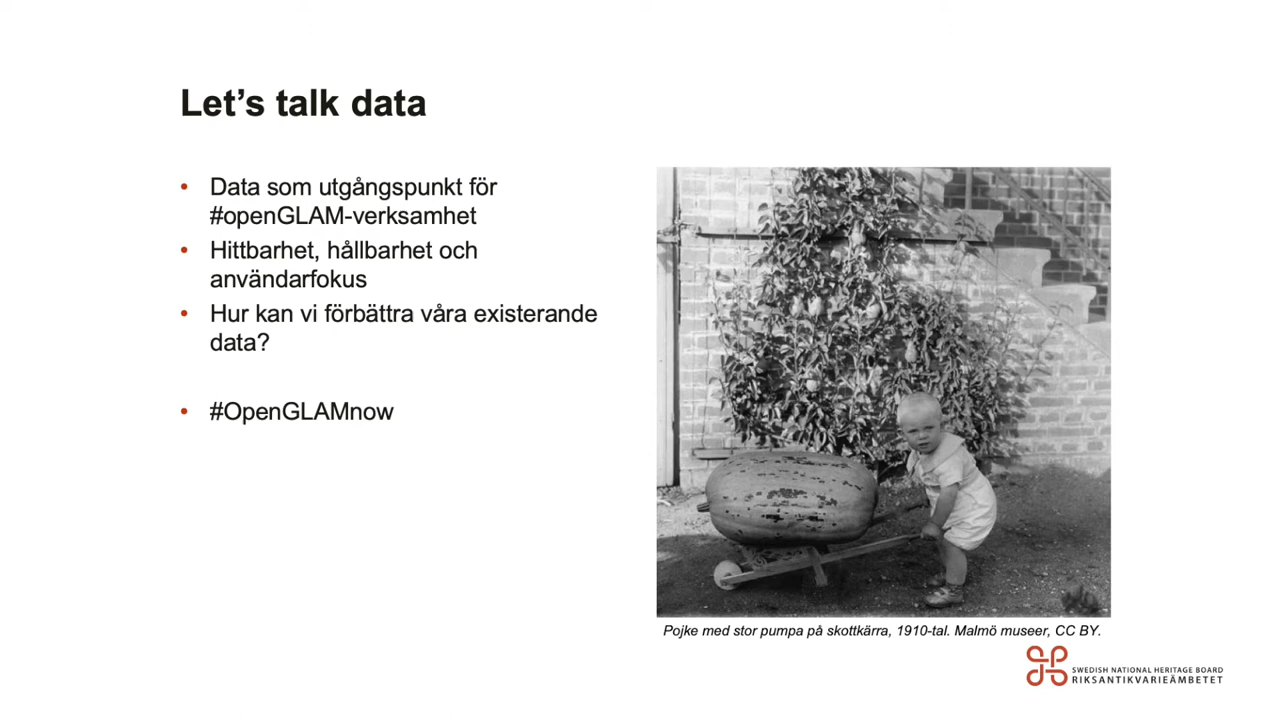 Let’s talk data
• Data som utgångspunkt för
#openGLAM-verksamhet
• Hittbarhet, hållbarhet och
användarfokus
• Hur kan vi förbättra våra existerande
data?
• #OpenGLAMnow
Pojke med stor pumpa på skottkärra, 1910-tal. Malmö museer, CC BY.
SWEDISH NATIONAL HERITAGE BOARD
RIKSANTIKVARIEÄMBETET